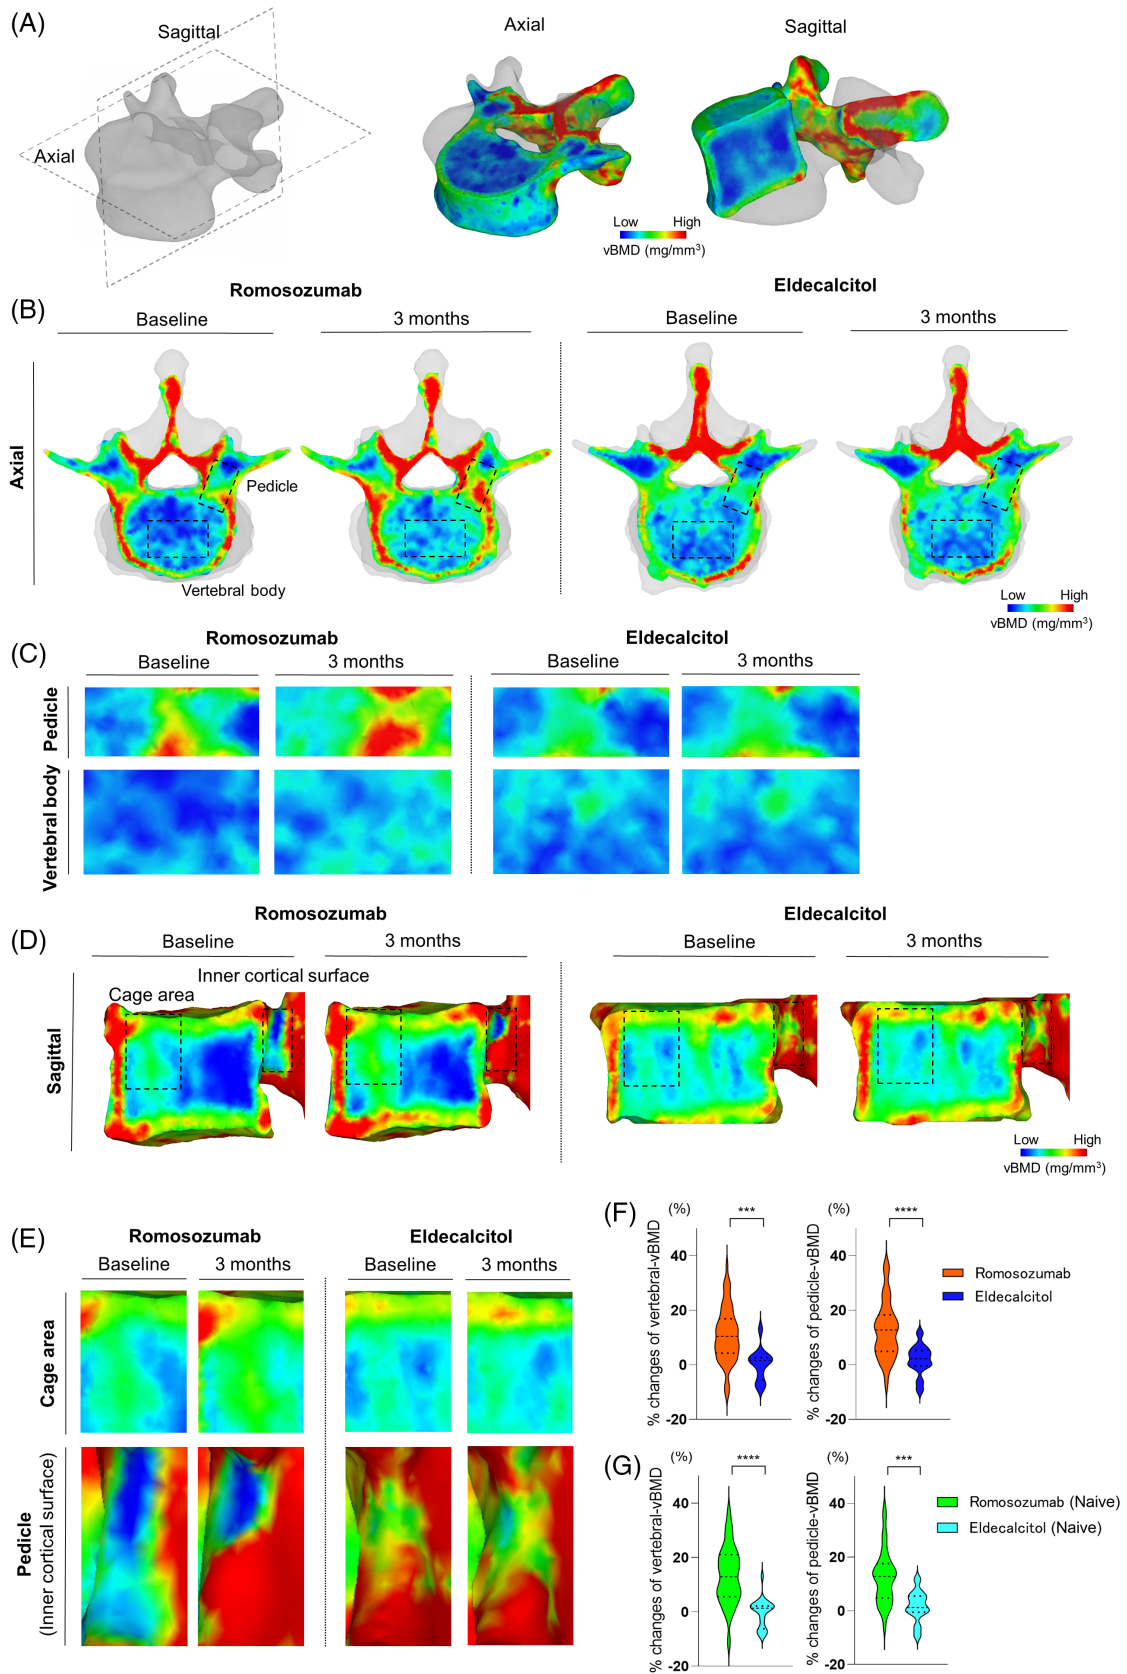 (A)
Sagittal
Axial
Axial
Sagittal
Low High
vBMD (mg/mm³)
Romosozumab
Eldecalcitol
(B)
Baseline
3 months
Baseline
3 months
Axial
Pedicle
Vertebral body
Low High
vBMD (mg/mm³)
Romosozumab
Eldecalcitol
(C)
Baseline
3 months
Baseline
3 months
Pedicle
Vertebral body
Romosozumab
Eldecalcitol
(D)
Baseline
3 months
Baseline
3 months
Inner cortical surface
Cage area
Sagittal
Low High
vBMD (mg/mm³)
(E)
Romosozumab
Eldecalcitol
Baseline
3 months
Baseline
3 months
Cage area
Pedicle
(Inner cortical surface)
(F)
(%)
***
% changes of vertebral-vBMD
40
20
0
-20
(%)
****
% changes of pedicle-vBMD
40
20
0
-20
Romosozumab
Eldecalcitol
(G)
(%)
****
% changes of vertebral-vBMD
40
20
0
-20
(%)
***
% changes of pedicle-vBMD
40
20
0
-20
Romosozumab (Naive)
Eldecalcitol (Naive)